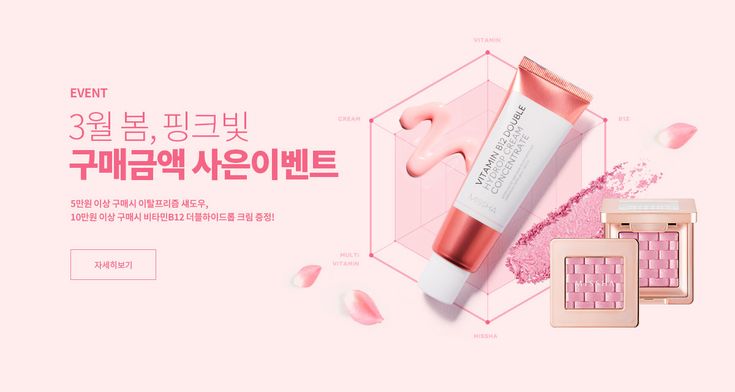 EVENT
3월 봄, 핑크빛
구매금액 사은이벤트
5만원 이상 구매시 이탈프리즘 섀도우,
10만원 이상 구매시 비타민B12 더블하이드롭 크림 증정!
자세히보기
VITAMIN
CREAM
B12
MULTI
VITAMIN
MISSHA
VITAMIN B12 DOUBLE
HYDROP CREAM
CONCENTRATE
MISSHA